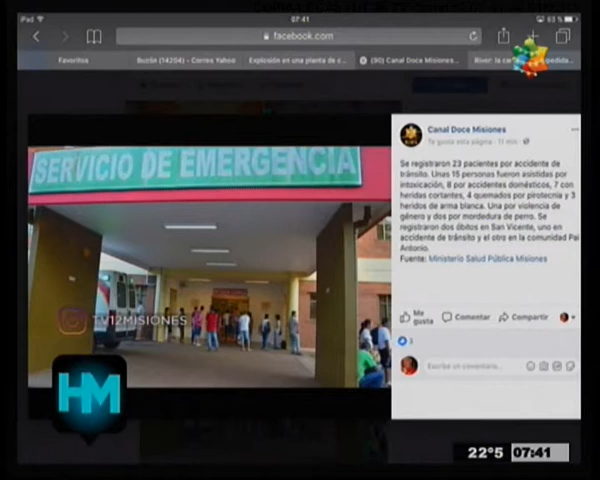 iPad
07:41
63 %
facebook.com
Favoritos
Buzón (14204) - Correo Yahoo
Explosión en una planta de c...
(90) Canal Doce Misiones...
River: la
Canal Doce Misiones
Te gusta esta página · 11 min
Se registraron 23 pacientes por accidente de
tránsito. Unas 15 personas fueron asistidas por
intoxicación, 8 por accidentes domésticos, 7 con
heridas cortantes, 4 quemados por pirotecnia y 3
heridos de arma blanca. Una por violencia de
género y dos por mordedura de perro. Se
registraron dos óbitos en San Vicente, uno en
accidente de tránsito y el otro en la comunidad Pai
Antonio.
Fuente: Ministerio Salud Pública Misiones
Me gusta
Comentar
Compartir
3
Escribe un comentario...
SERVICIO DE EMERGENCIA
TV12MISIONES
HM
22°5 07:41